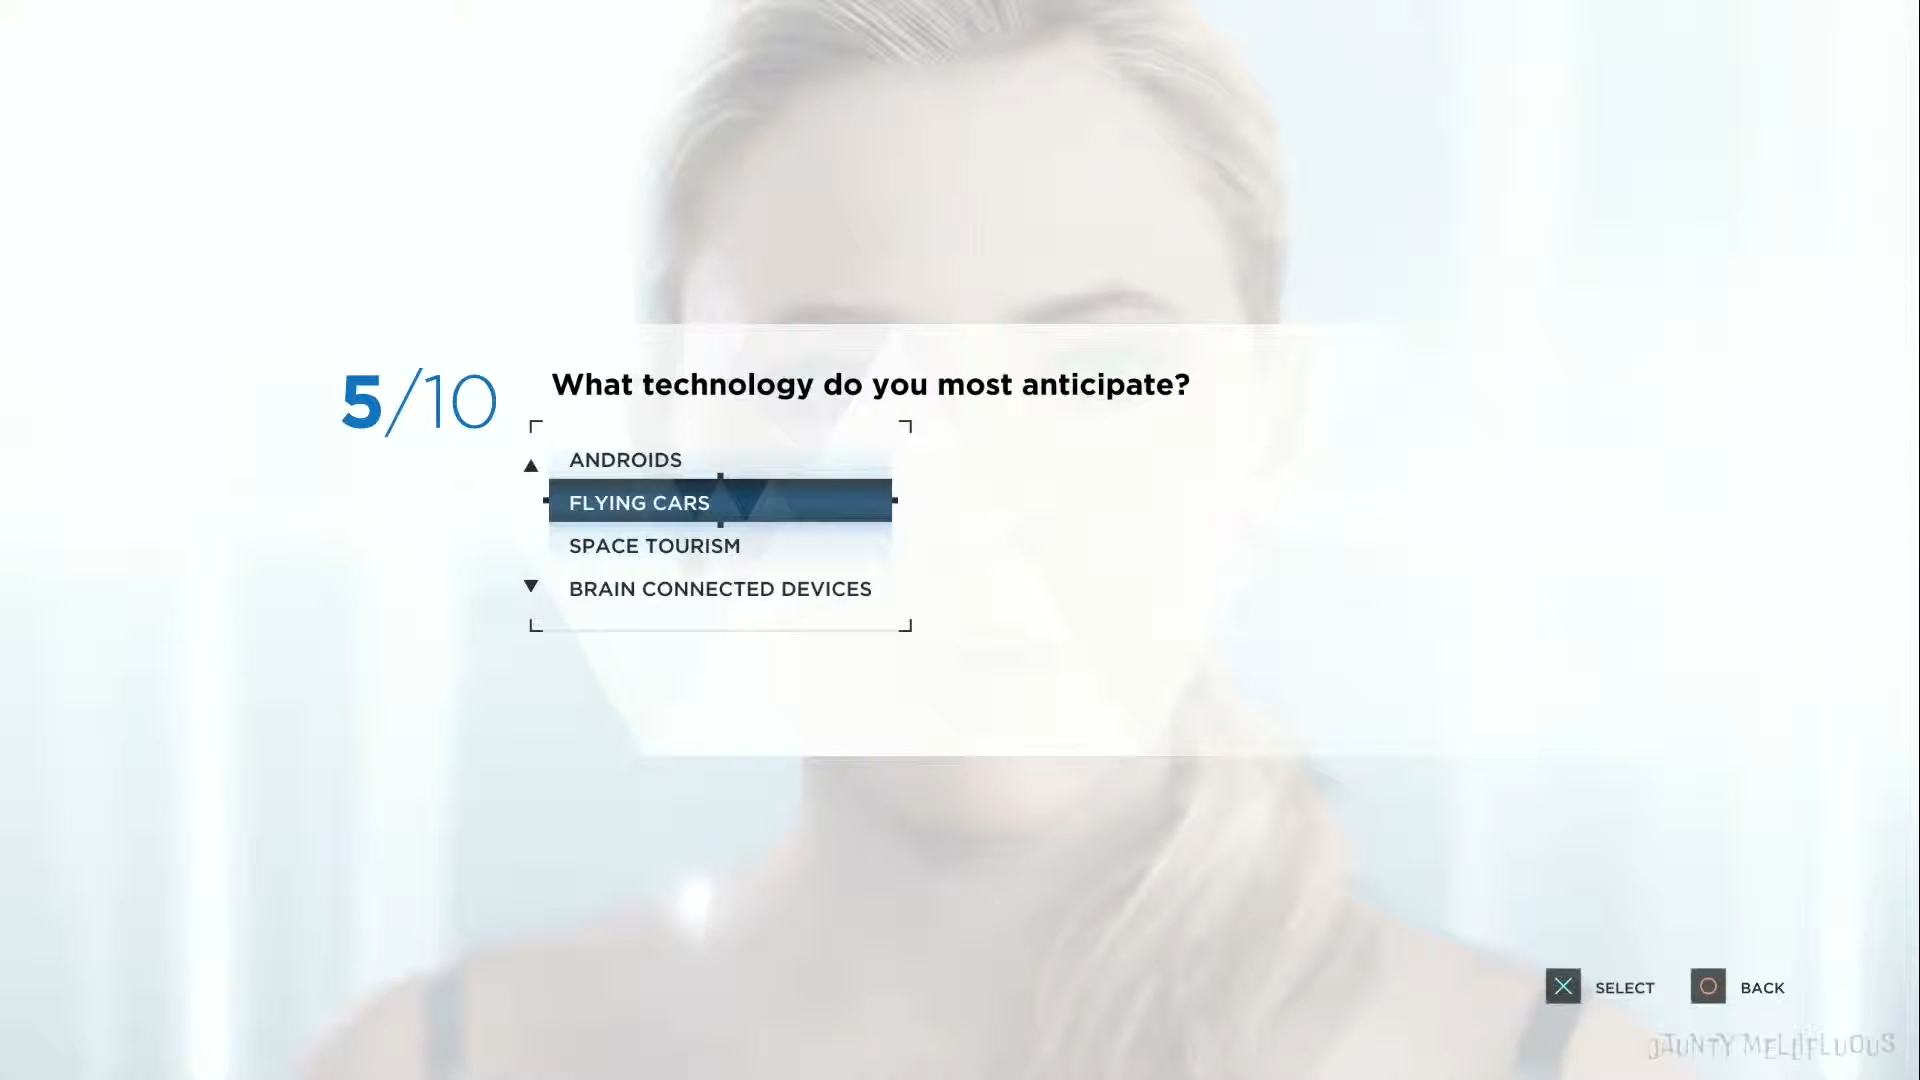 5/10
What technology do you most anticipate?
ANDROIDS
FLYING CARS
SPACE TOURISM
BRAIN CONNECTED DEVICES
SELECT
BACK
JAUNTY MELLIFLUOUS